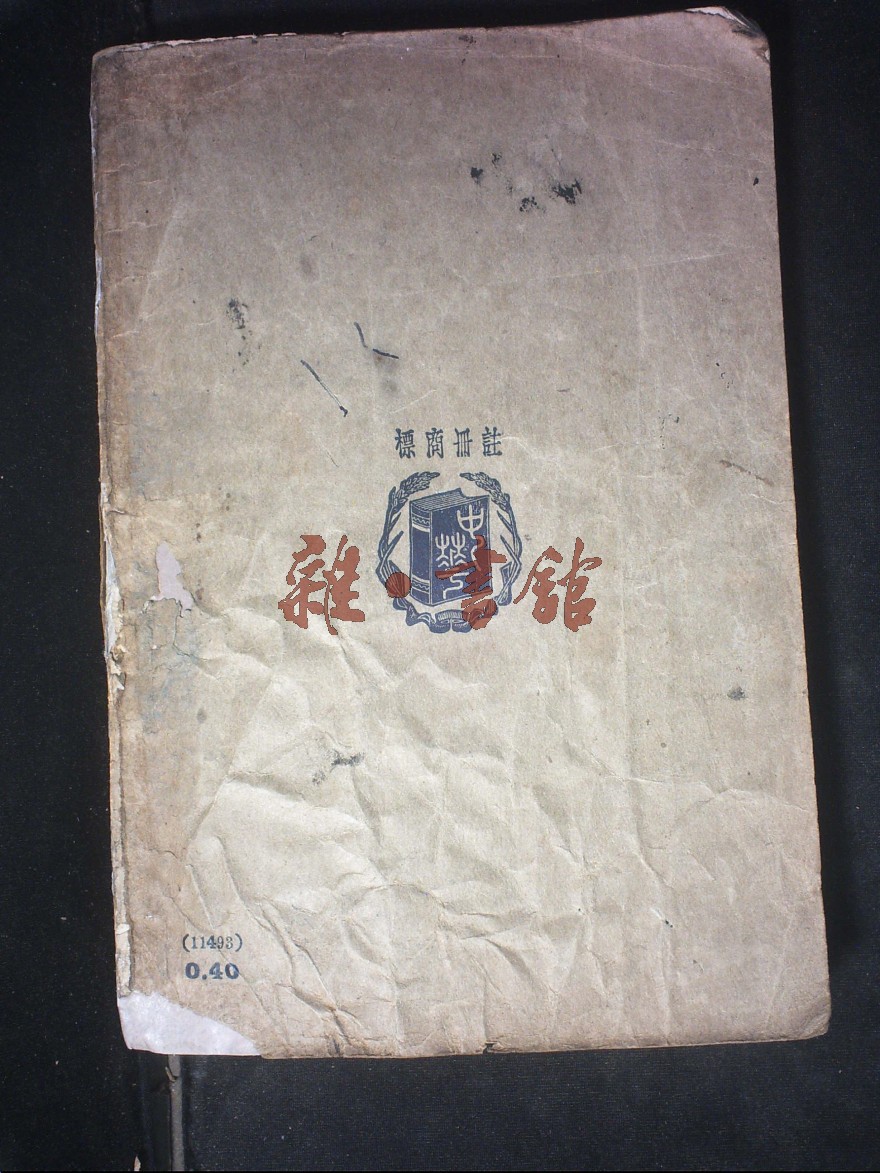 註冊商標
中華
雜·書館
(11493)
0.40